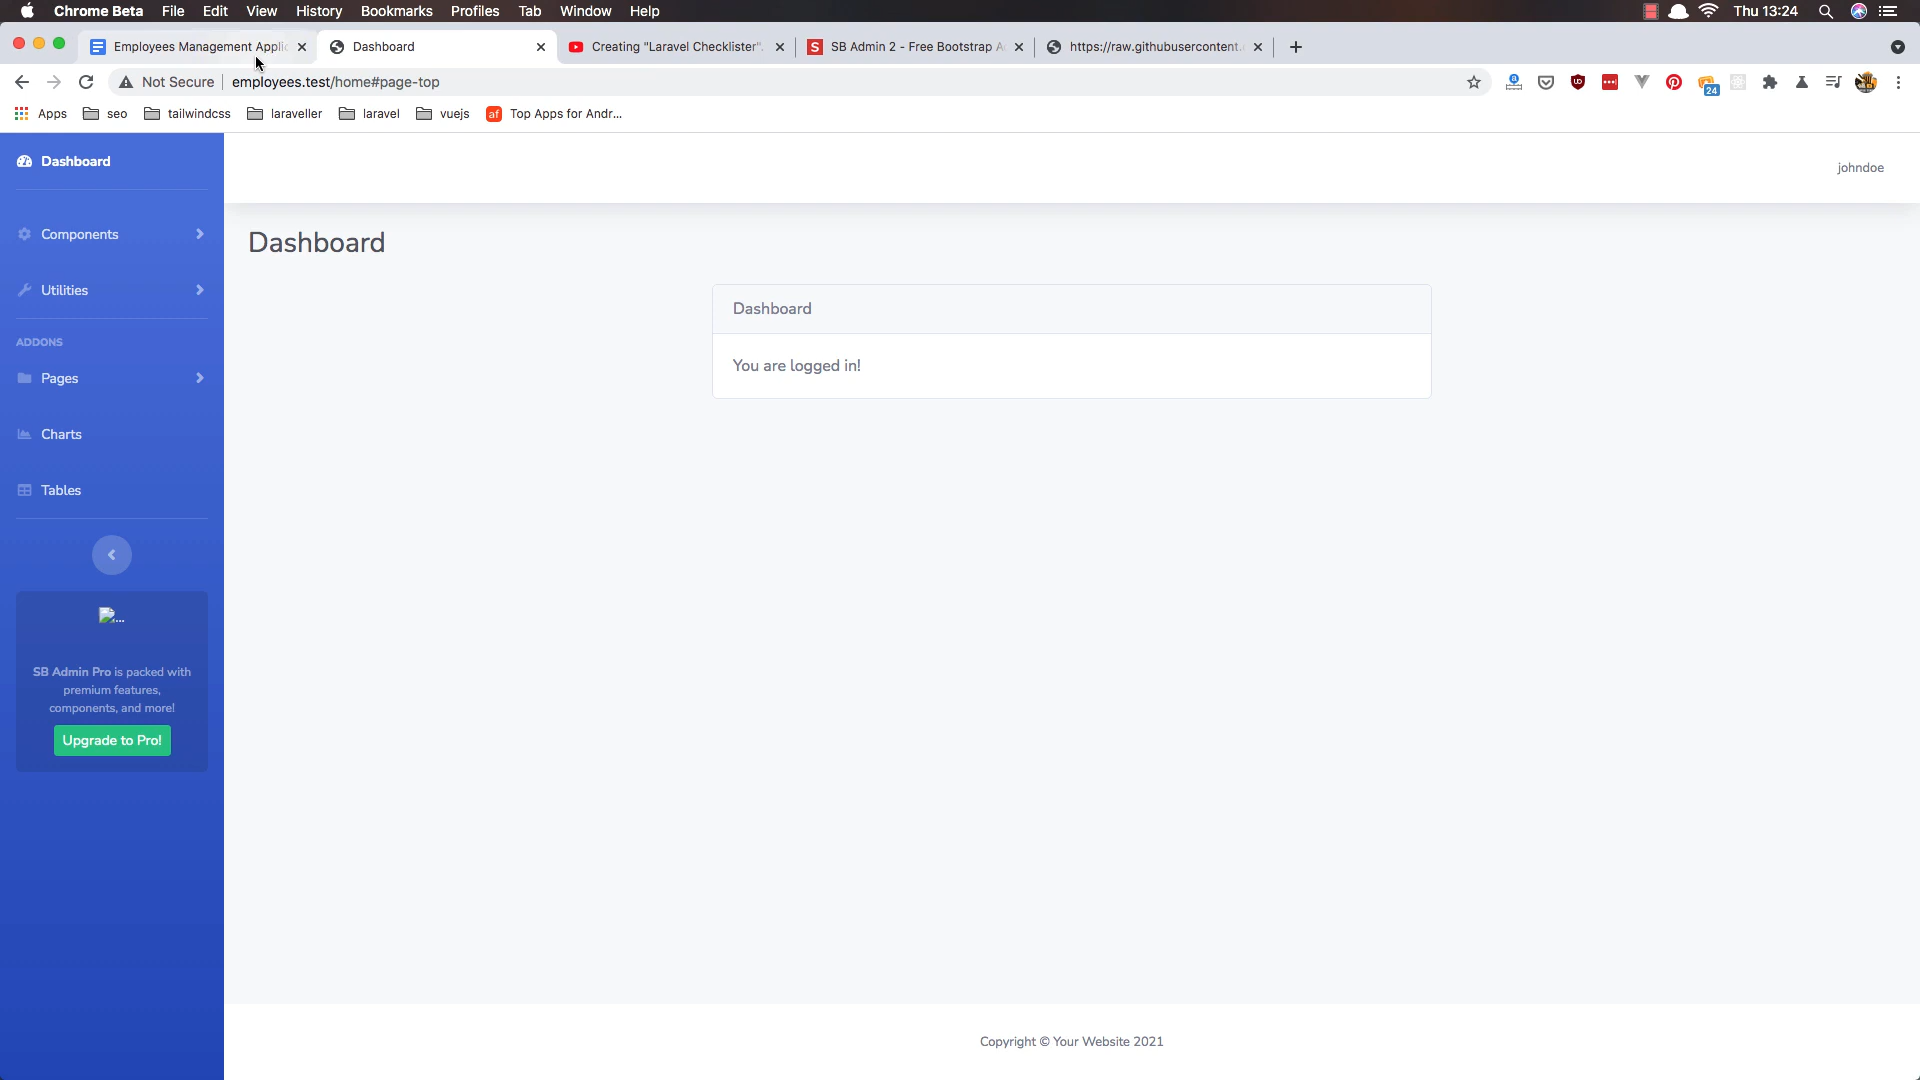 Chrome Beta File Edit View History Bookmarks Profiles Tab Window Help Thu 13:24
Employees Management Applic Dashboard Creating "Laravel Checklister". SB Admin 2 - Free Bootstrap A https://raw.githubusercontent.
Not Secure employees.test/home#page-top 24
Apps seo tailwindcss laraveller laravel vuejs af Top Apps for Andr...
Dashboard
johndoe
Components
Utilities
ADDONS
Pages
Charts
Tables
...
SB Admin Pro is packed with
premium features,
components, and more!
Upgrade to Pro!
Dashboard
Dashboard
You are logged in!
Copyright © Your Website 2021